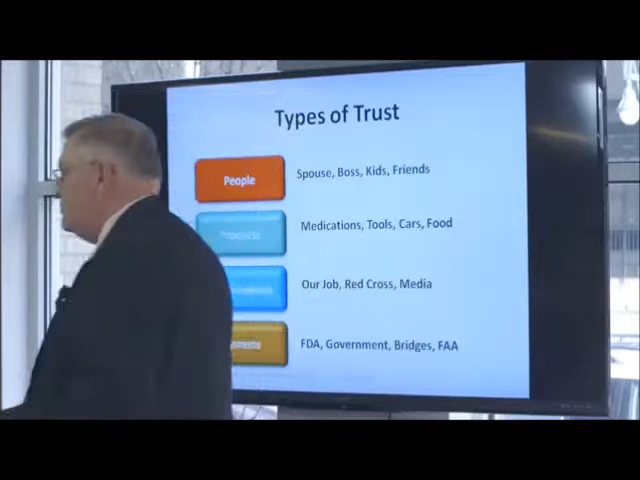 Types of Trust
People
Spouse, Boss, Kids, Friends
Medications, Tools, Cars, Food
Our Job, Red Cross, Media
FDA, Government, Bridges, FAA